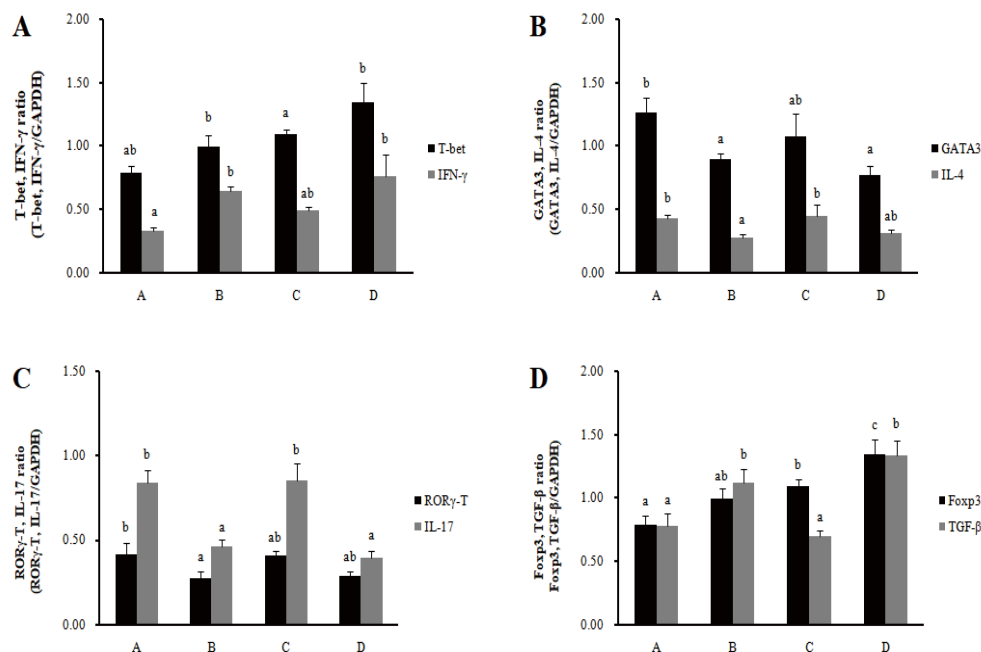 A
T-bet, IFN-γ ratio
(T-bet, IFN-γ/GAPDH)
2.00
1.50
1.00
0.50
0.00
ab
a
b
b
a
ab
b
b
A
B
C
D
T-bet
IFN-γ
B
GATA3, IL-4 ratio
(GATA3, IL-4/GAPDH)
2.00
1.50
1.00
0.50
0.00
b
b
a
a
ab
b
a
ab
A
B
C
D
GATA3
IL-4
C
RORγ-T, IL-17 ratio
(RORγ-T, IL-17/GAPDH)
1.50
1.00
0.50
0.00
b
b
a
a
ab
b
ab
a
A
B
C
D
RORγ-T
IL-17
D
Foxp3, TGF-β ratio
Foxp3, TGF-β/GAPDH)
2.00
1.50
1.00
0.50
0.00
a
a
ab
b
b
a
c
b
A
B
C
D
Foxp3
TGF-β